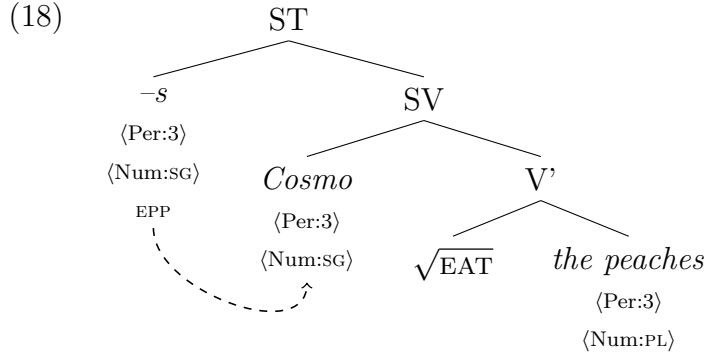 (18)
ST
–s
SV
⟨Per:3⟩
⟨Num:SG⟩
Cosmo
V’
EPP
⟨Per:3⟩
⟨Num:SG⟩
√EAT
the peaches
⟨Per:3⟩
⟨Num:PL⟩